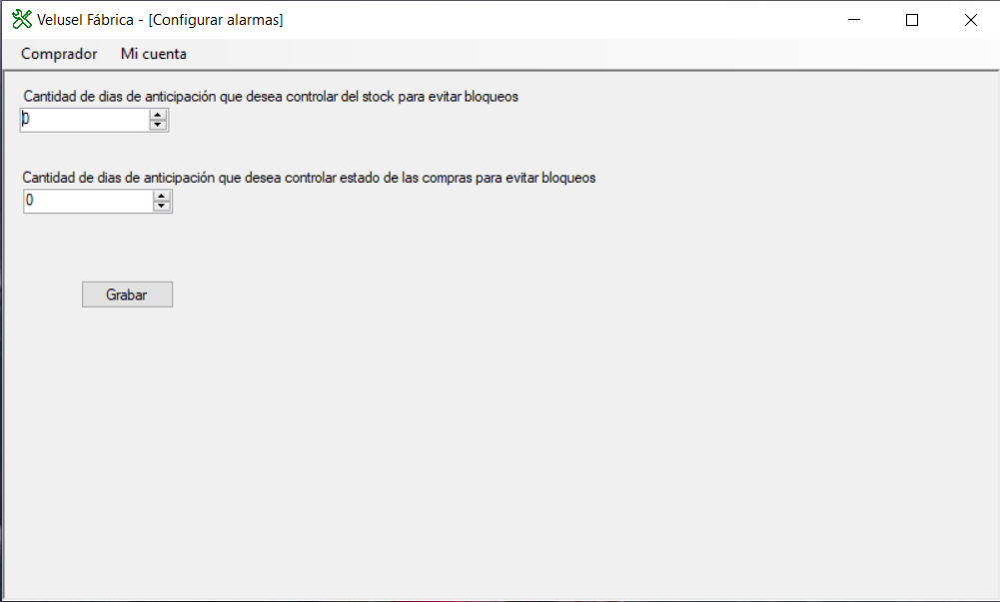 Velusel Fábrica - [Configurar alarmas]
Comprador Mi cuenta
Cantidad de dias de anticipación que desea controlar del stock para evitar bloqueos
0
Cantidad de dias de anticipación que desea controlar estado de las compras para evitar bloqueos
0
Grabar